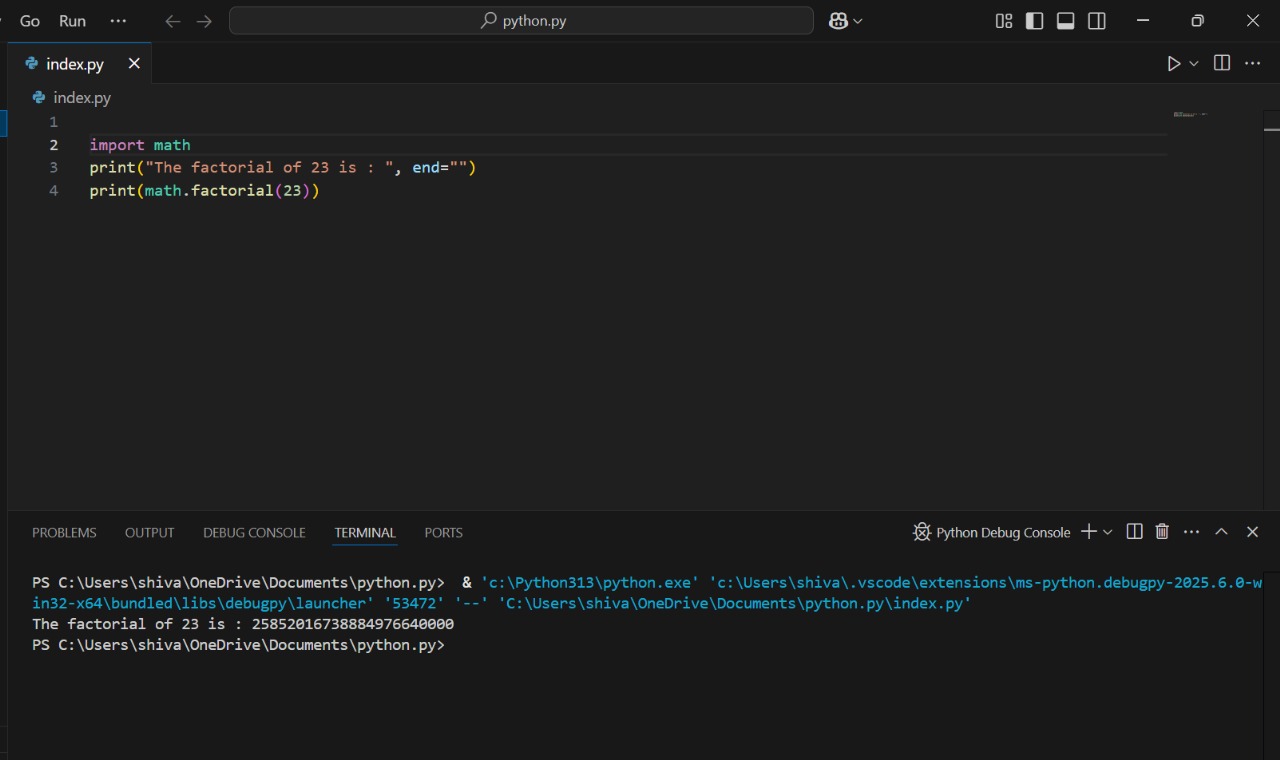 Go Run ...
python.py
index.py
index.py
1
2 import math
3 print("The factorial of 23 is : ", end="")
4 print(math.factorial(23))
PROBLEMS OUTPUT DEBUG CONSOLE TERMINAL PORTS Python Debug Console
PS C:\Users\shiva\OneDrive\Documents\python.py> & 'c:\Python313\python.exe' 'c:\Users\shiva\.vscode\extensions\ms-python.debugpy-2025.6.0-w
in32-x64\bundled\libs\debugpy\launcher' '53472' '--' 'C:\Users\shiva\OneDrive\Documents\python.py\index.py'
The factorial of 23 is : 25852016738884976640000
PS C:\Users\shiva\OneDrive\Documents\python.py>